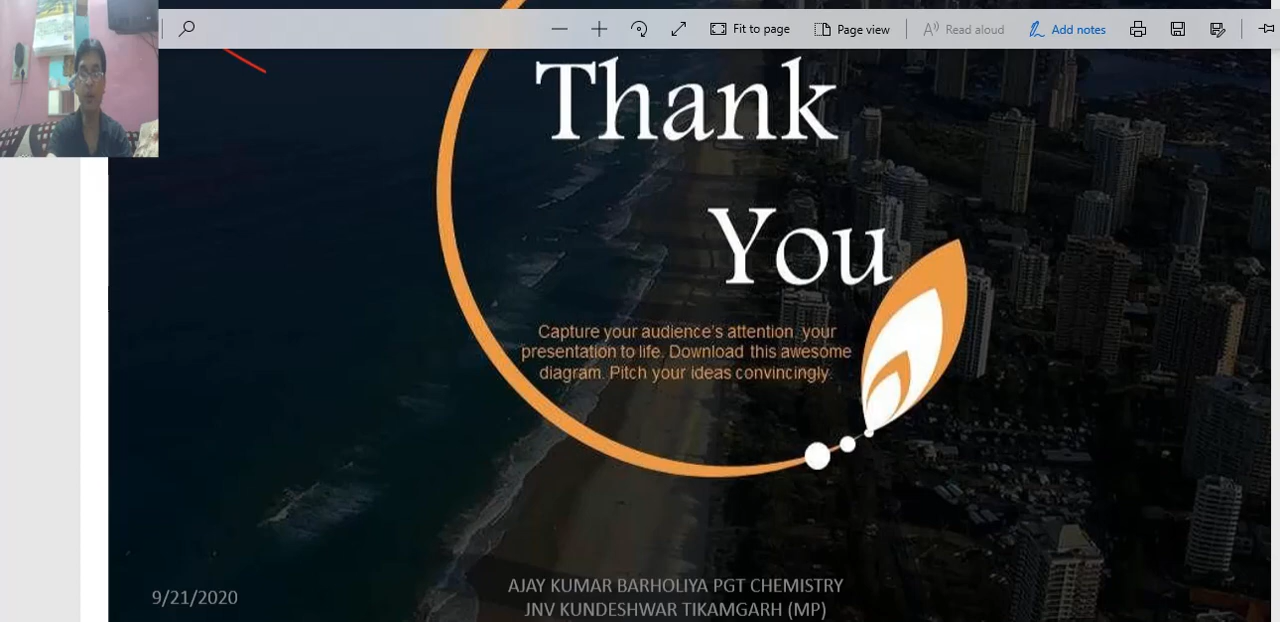 Fit to page
Page view
Read aloud
Add notes
Thank
You
Capture your audience's attention your
presentation to life. Download this awesome
diagram. Pitch your ideas convincingly.
9/21/2020
AJAY KUMAR BARHOLIYA PGT CHEMISTRY
JNV KUNDESHWAR TIKAMGARH (MP)